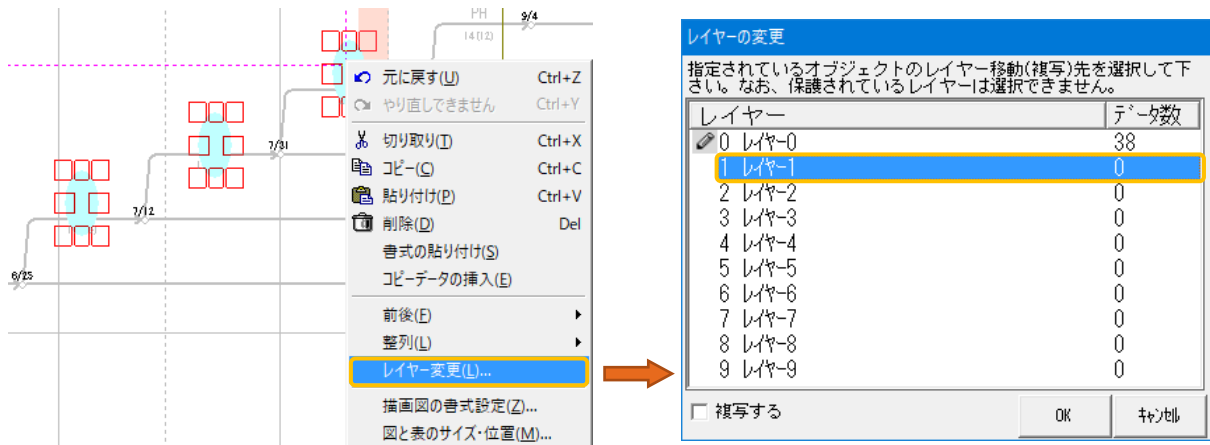 PH
14(12)
9/4
7/31
7/12
6/25
元に戻す(U) Ctrl+Z
やり直しできません Ctrl+Y
切り取り(T) Ctrl+X
コピー(C) Ctrl+C
貼り付け(P) Ctrl+V
削除(D) Del
書式の貼り付け(S)
コピーデータの挿入(E)
前後(F)
整列(L)
レイヤー変更(L)...
描画図の書式設定(Z)...
図と表のサイズ・位置(M)...
レイヤーの変更
指定されているオブジェクトのレイヤー移動(複写)先を選択して下
さい。なお、保護されているレイヤーは選択できません。
レイヤー データ数
0 レイヤー0 38
1 レイヤー1 0
2 レイヤー2 0
3 レイヤー3 0
4 レイヤー4 0
5 レイヤー5 0
6 レイヤー6 0
7 レイヤー7 0
8 レイヤー8 0
9 レイヤー9 0
複写する
OK
キャンセル